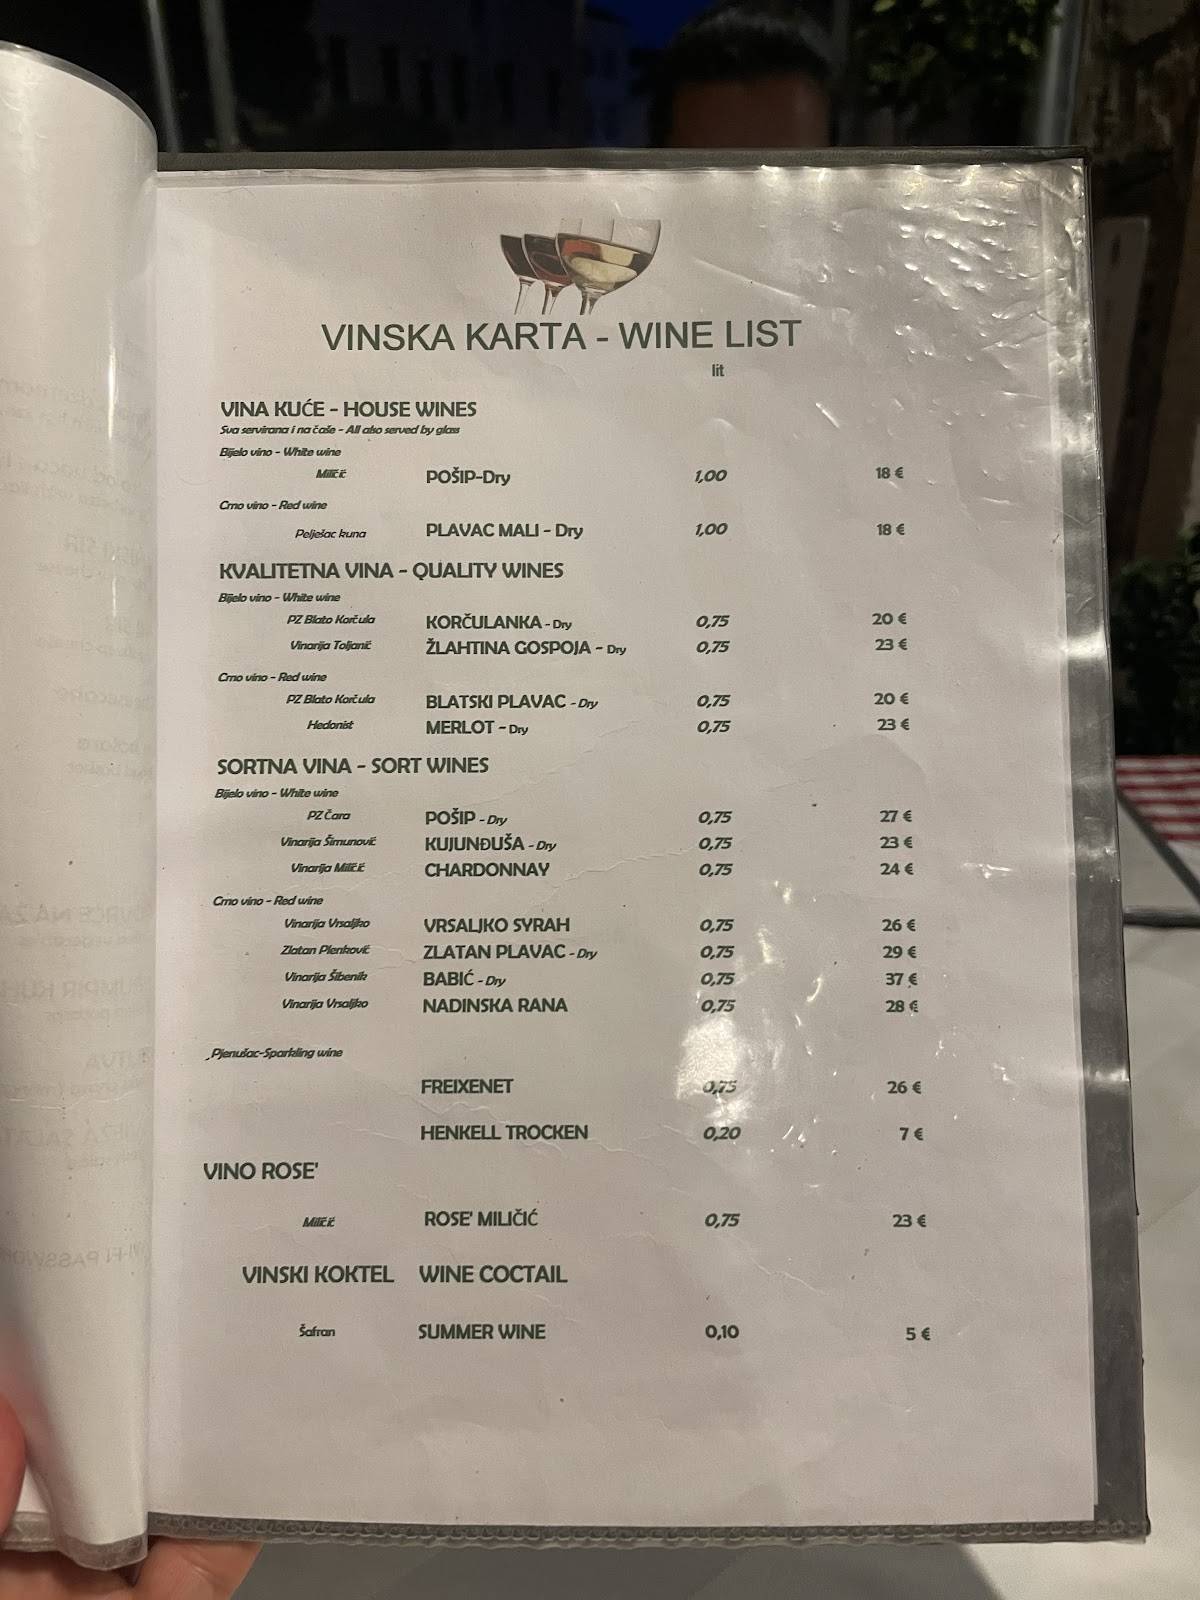 VINSKA KARTA - WINE LIST
lit
VINA KUĆE - HOUSE WINES
Sva servirana i na čaše - All also served by glass
Bijelo vino - White wine
Miličić POŠIP-Dry 1,00 18 €
Crno vino - Red wine
Pelješac kuna PLAVAC MALI - Dry 1,00 18 €
KVALITETNA VINA - QUALITY WINES
Bijelo vino - White wine
PZ Blato Korčula KORČULANKA - Dry 0,75 20 €
Vinarija Toljanić ŽLAHTINA GOSPOJA - Dry 0,75 23 €
Crno vino - Red wine
PZ Blato Korčula BLATSKI PLAVAC - Dry 0,75 20 €
Hedonist MERLOT - Dry 0,75 23 €
SORTNA VINA - SORT WINES
Bijelo vino - White wine
PZ Čara POŠIP - Dry 0,75 27 €
Vinarija Šimunović KUJUNĐUŠA - Dry 0,75 23 €
Vinarija Miličić CHARDONNAY 0,75 24 €
Crno vino - Red wine
Vinarija Vrsaljko VRSALJKO SYRAH 0,75 26 €
Zlatan Plenković ZLATAN PLAVAC - Dry 0,75 29 €
Vinarija Šibenik BABIĆ - Dry 0,75 37 €
Vinarija Vrsaljko NADINSKA RANA 0,75 28 €
Pjenušac-Sparkling wine
FREIXENET 0,75 26 €
HENKELL TROCKEN 0,20 7 €
VINO ROSE'
Miličić ROSE' MILIČIĆ 0,75 23 €
VINSKI KOKTEL WINE COCTAIL
Šafran SUMMER WINE 0,10 5 €